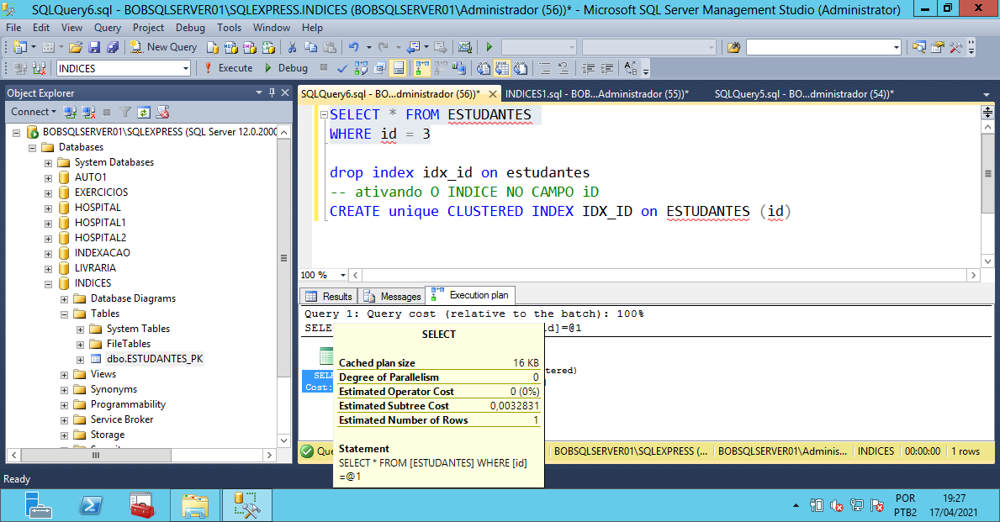 SQLQuery6.sql - BOBSQLSERVER01\SQLEXPRESS.INDICES (BOBSQLSERVER01\Administrador (56))* - Microsoft SQL Server Management Studio (Administrator)
File Edit View Query Project Debug Tools Window Help
New Query
INDICES Execute Debug
Object Explorer
Connect
BOBSQLSERVER01\SQLEXPRESS (SQL Server 12.0.2000
Databases
System Databases
AUTO1
EXERCICIOS
HOSPITAL
HOSPITAL1
HOSPITAL2
INDEXACAO
LIVRARIA
INDICES
Database Diagrams
Tables
System Tables
FileTables
dbo.ESTUDANTES_PK
Views
Synonyms
Programmability
Service Broker
Storage
SQLQuery6.sql - BO...dministrador (56))* INDICES1.sql - BOB...Administrador (55))* SQLQuery5.sql - BO...dministrador (54))*
SELECT * FROM ESTUDANTES
WHERE id = 3
drop index idx_id on estudantes
-- ativando O INDICE NO CAMPO iD
CREATE unique CLUSTERED INDEX IDX_ID on ESTUDANTES (id)
100 %
Results Messages Execution plan
Query 1: Query cost (relative to the batch): 100%
SELE id]=@1
SELE tered)
Cost:
SELECT
Cached plan size 16 KB
Degree of Parallelism 0
Estimated Operator Cost 0 (0%)
Estimated Subtree Cost 0,0032831
Estimated Number of Rows 1
Statement
SELECT * FROM [ESTUDANTES] WHERE [id]
=@1
Que BOBSQLSERVER01\SQLEXPRESS (... BOBSQLSERVER01\Adminis... INDICES 00:00:00 1 rows
Ready
POR 19:27
PTB2 17/04/2021